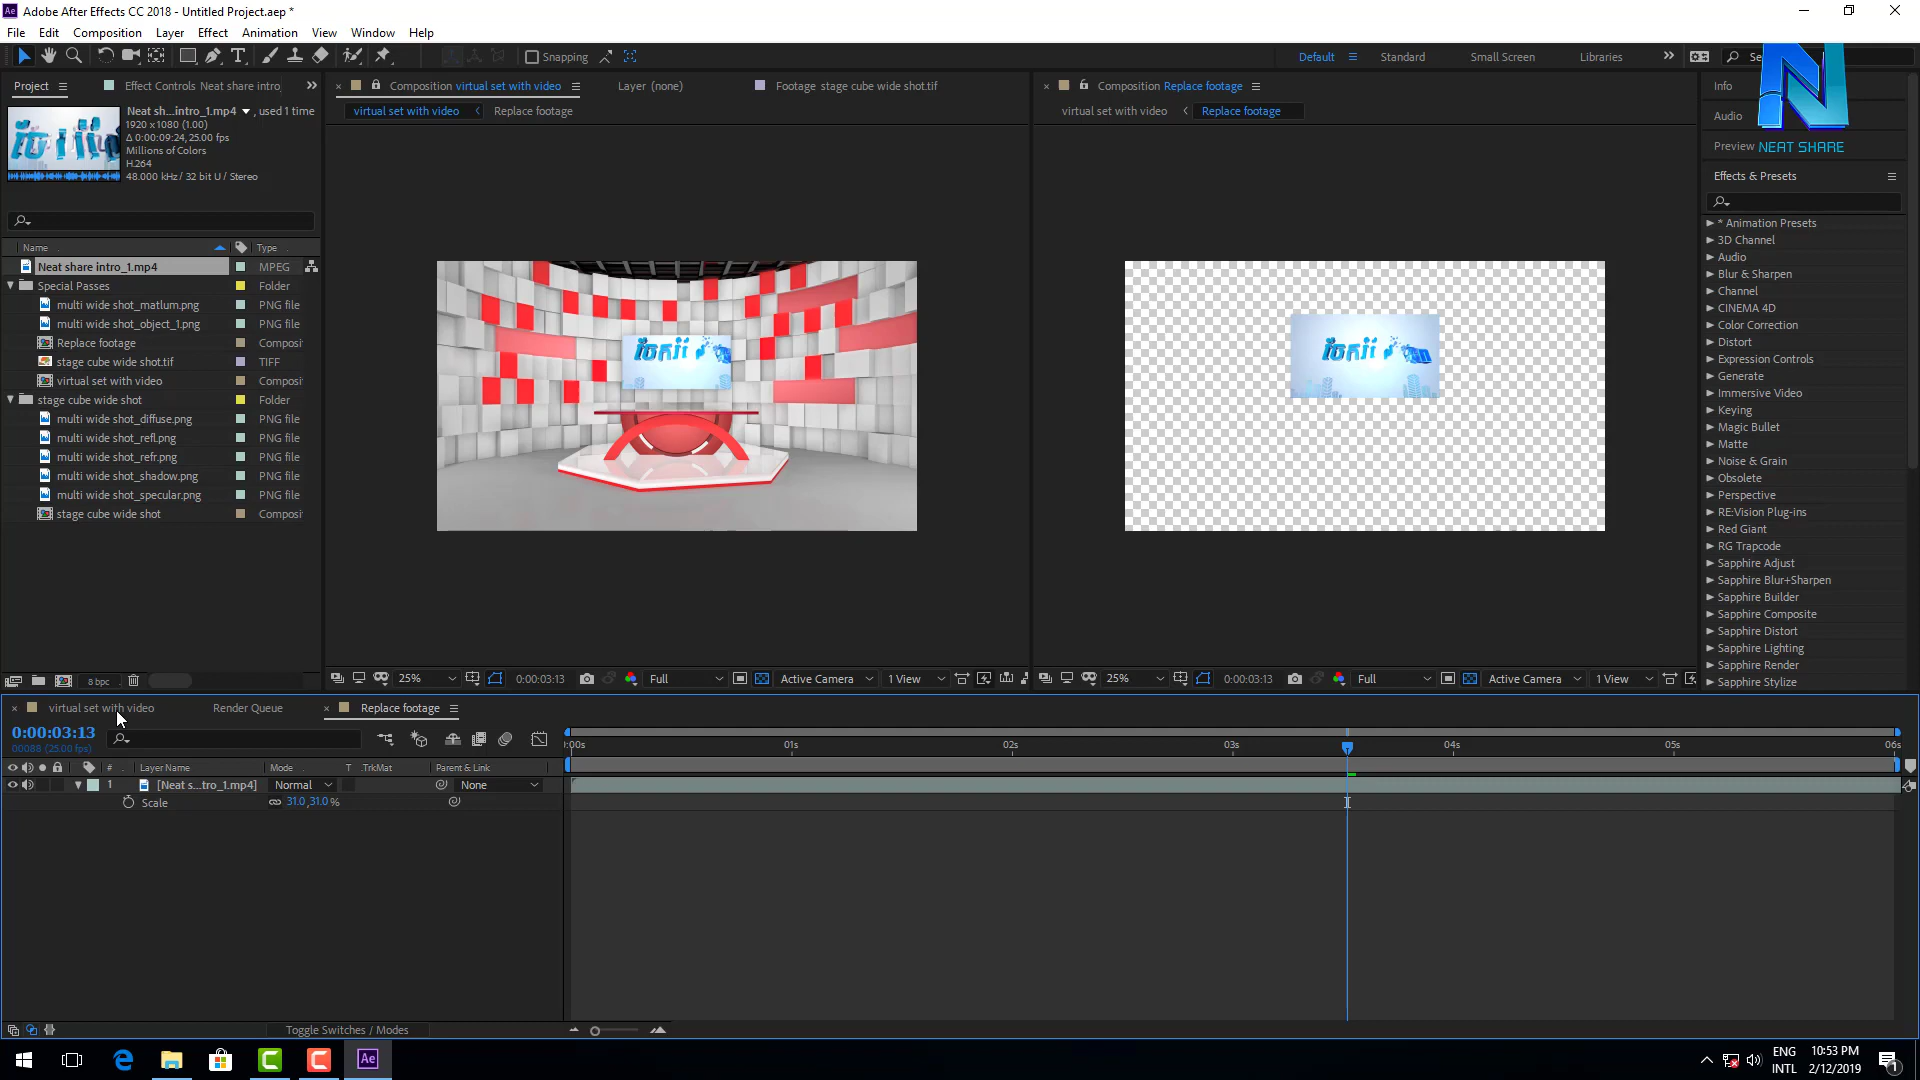 Adobe After Effects CC 2018 - Untitled Project.aep *
File Edit Composition Layer Effect Animation View Window Help
Snapping
Default Standard Small Screen Libraries
Project Effect Controls Neat share intro
Composition virtual set with video Layer (none) Footage stage cube wide shot.tif
Composition Replace footage
virtual set with video Replace footage
virtual set with video Replace footage
Neat sh...intro_1.mp4 , used 1 time
1920 x 1080 (1.00)
Δ 0:00:09:24, 25.00 fps
Millions of Colors
H.264
48.000 kHz / 32 bit U / Stereo
Name Type
Neat share intro_1.mp4 MPEG
Special Passes Folder
multi wide shot_matlum.png PNG file
multi wide shot_object_1.png PNG file
Replace footage Composi
stage cube wide shot.tif TIFF
virtual set with video Composi
stage cube wide shot Folder
multi wide shot_diffuse.png PNG file
multi wide shot_refl.png PNG file
multi wide shot_refr.png PNG file
multi wide shot_shadow.png PNG file
multi wide shot_specular.png PNG file
stage cube wide shot Composi
8 bpc
25% 0:00:03:13 Full Active Camera 1 View
25% 0:00:03:13 Full Active Camera 1 View
Se
N
Info
Audio
Preview NEAT SHARE
Effects & Presets
* Animation Presets
3D Channel
Audio
Blur & Sharpen
Channel
CINEMA 4D
Color Correction
Distort
Expression Controls
Generate
Immersive Video
Keying
Magic Bullet
Matte
Noise & Grain
Obsolete
Perspective
RE:Vision Plug-ins
Red Giant
RG Trapcode
Sapphire Adjust
Sapphire Blur+Sharpen
Sapphire Builder
Sapphire Composite
Sapphire Distort
Sapphire Lighting
Sapphire Render
Sapphire Stylize
virtual set with video Render Queue Replace footage
0:00:03:13
00088 (25.00 fps)
:00s 01s 02s 03s 04s 05s 06s
# Layer Name Mode T .TrkMat Parent & Link
1 [Neat s...tro_1.mp4] Normal None
Scale 31.0,31.0 %
Toggle Switches / Modes
Ae
ENG
INTL
10:53 PM
2/12/2019
1